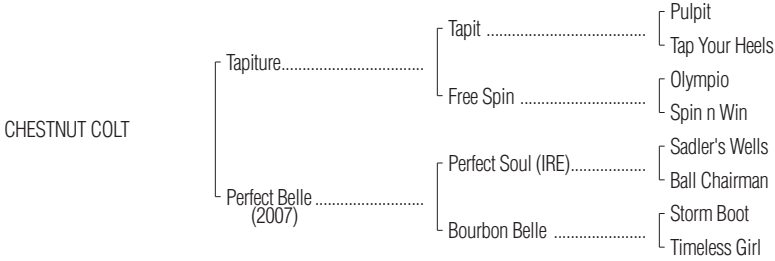 CHESTNUT COLT
Tapiture
Perfect Belle
(2007)
Tapit
Free Spin
Perfect Soul (IRE)
Bourbon Belle
Pulpit
Tap Your Heels
Olympio
Spin n Win
Sadler's Wells
Ball Chairman
Storm Boot
Timeless Girl